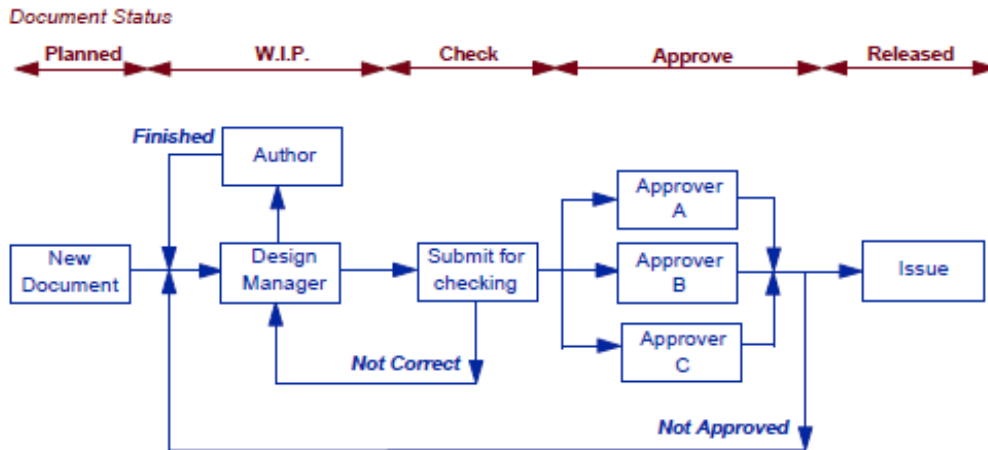 Document Status
Planned
W.I.P.
Check
Approve
Released
Finished
Author
New
Document
Design
Manager
Submit for
checking
Approver
A
Approver
B
Approver
C
Issue
Not Correct
Not Approved